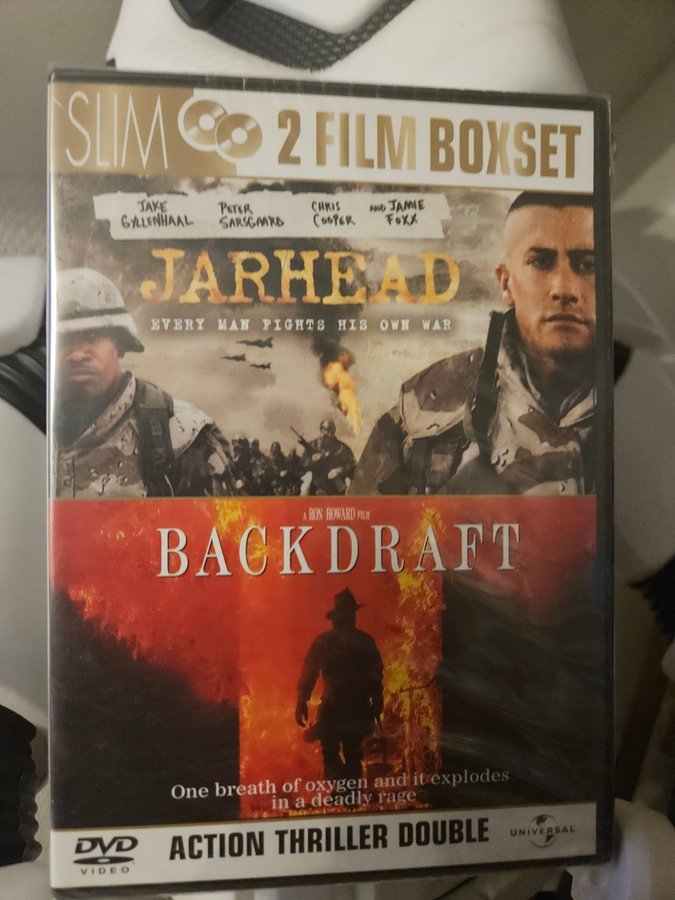 SLIM 2 FILM BOXSET
JAKE GYLLENHAAL PETER SARSGAARD CHRIS COOPER AND JAMIE FOXX
JARHEAD
EVERY MAN FIGHTS HIS OWN WAR
A RON HOWARD FILM
BACKDRAFT
One breath of oxygen and it explodes
in a deadly rage
DVD VIDEO ACTION THRILLER DOUBLE UNIVERSAL